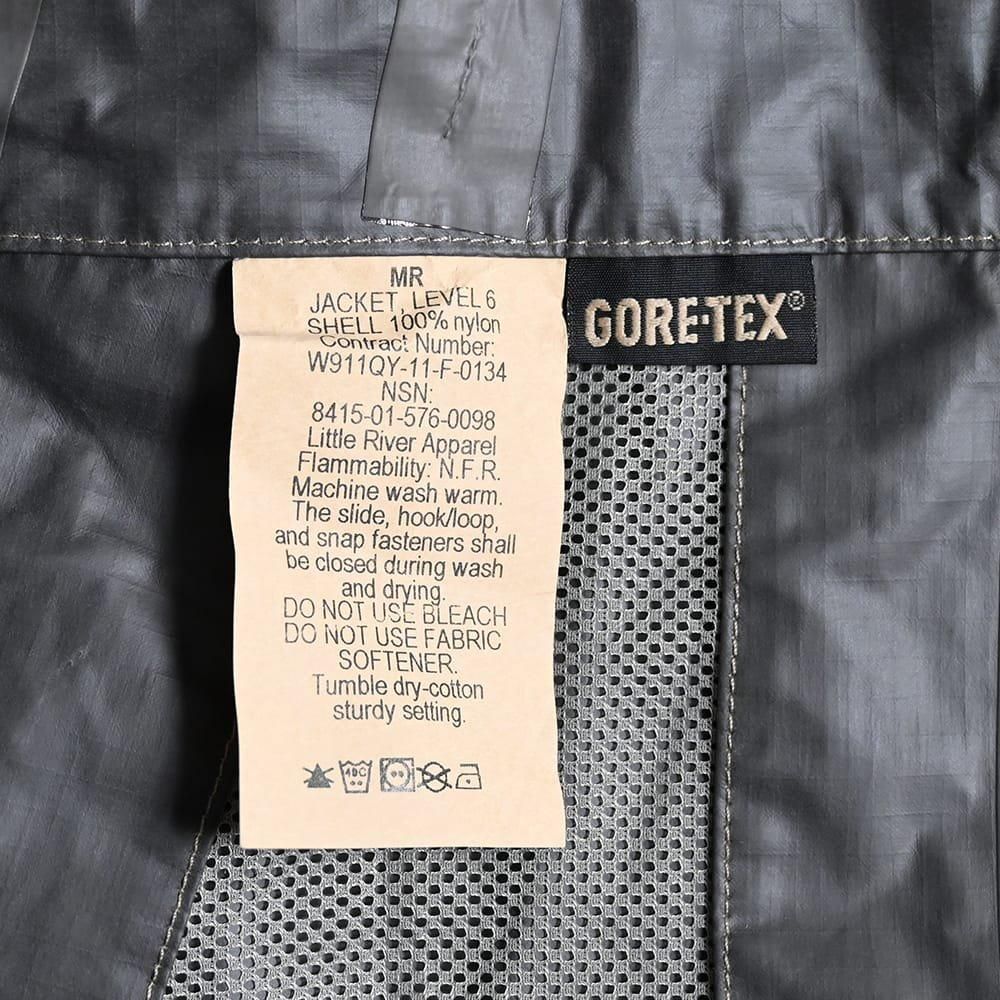 MR
JACKET, LEVEL 6
SHELL 100% nylon
Contract Number:
W911QY-11-F-0134
NSN:
8415-01-576-0098
Little River Apparel
Flammability: N.F.R.
Machine wash warm.
The slide, hook/loop,
and snap fasteners shall
be closed during wash
and drying.
DO NOT USE BLEACH
DO NOT USE FABRIC
SOFTENER.
Tumble dry-cotton
sturdy setting.
GORE-TEX®